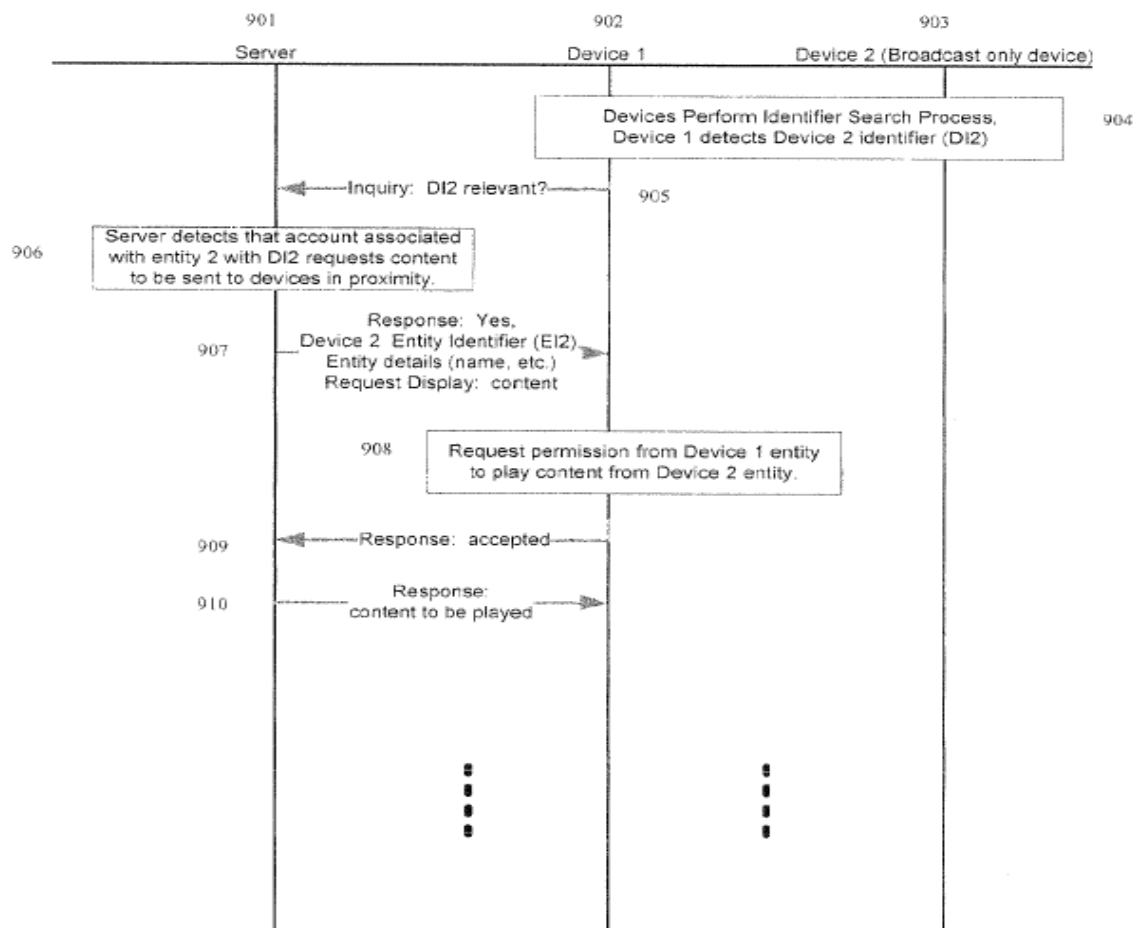 901
902
903
Server
Device 1
Device 2 (Broadcast only device)
Devices Perform Identifier Search Process,
Device 1 detects Device 2 identifier (DI2)
904
Inquiry: DI2 relevant?
905
906
Server detects that account associated
with entity 2 with DI2 requests content
to be sent to devices in proximity.
907
Response: Yes,
Device 2 Entity Identifier (EI2)
Entity details (name, etc.)
Request Display: content
908
Request permission from Device 1 entity
to play content from Device 2 entity.
909
Response: accepted
910
Response:
content to be played